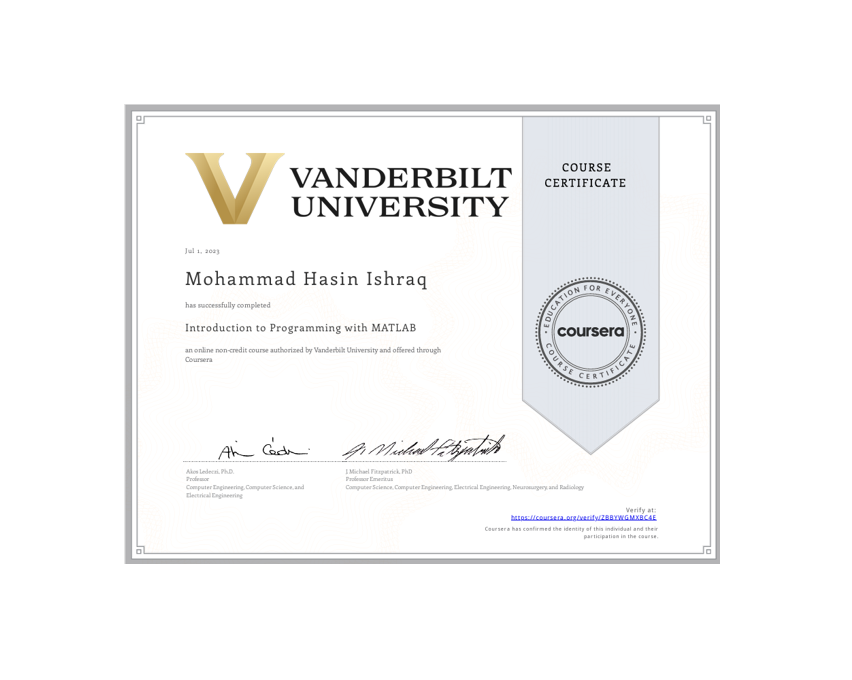 VANDERBILT
UNIVERSITY
COURSE
CERTIFICATE
Jul 1, 2023
Mohammad Hasin Ishraq
has successfully completed
Introduction to Programming with MATLAB
an online non-credit course authorized by Vanderbilt University and offered through
Coursera
EDUCATION FOR EVERYONE
coursera
COURSE CERTIFICATE
Akos Ledeczi, Ph.D.
Professor
Computer Engineering, Computer Science, and
Electrical Engineering
J. Michael Fitzpatrick, PhD
Professor Emeritus
Computer Science, Computer Engineering, Electrical Engineering, Neurosurgery, and Radiology
Verify at:
https://coursera.org/verify/ZBBYWGMXBC4E
Coursera has confirmed the identity of this individual and their
participation in the course.